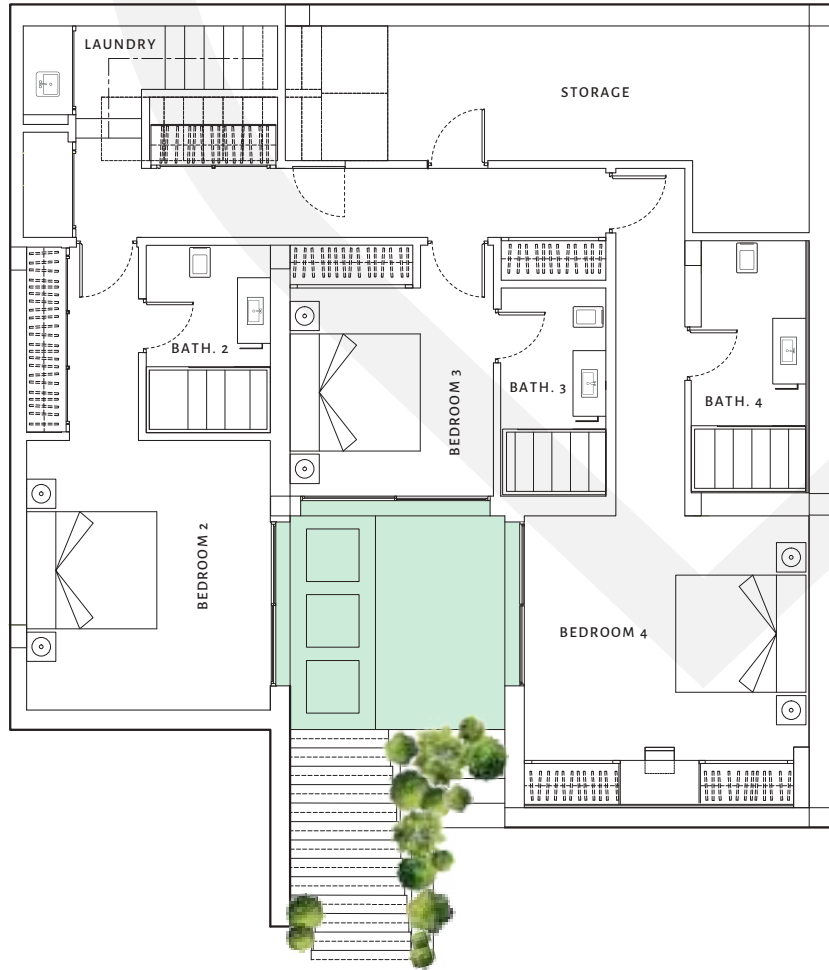 LAUNDRY
STORAGE
BATH. 2
BEDROOM 3
BATH. 3
BATH. 4
BEDROOM 2
BEDROOM 4